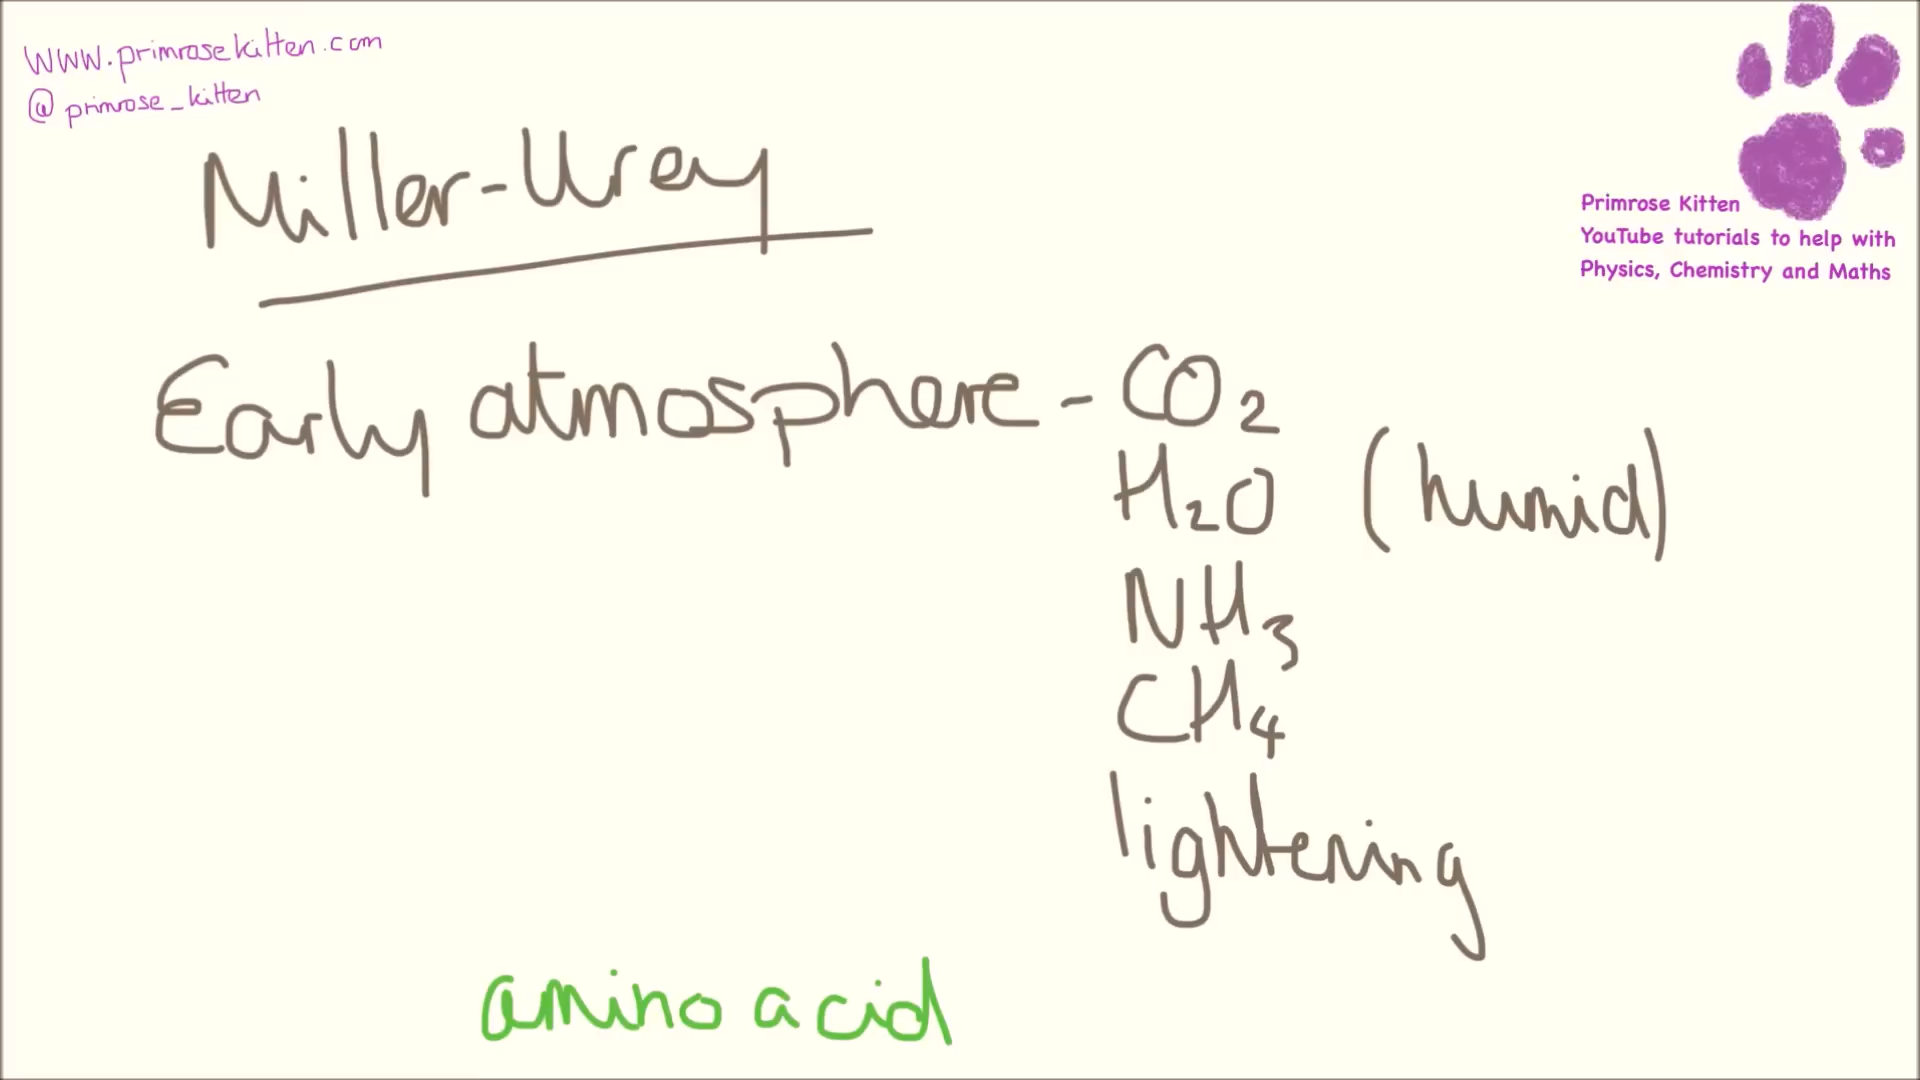 www.primrosekitten.com
@primrose_kitten
Primrose Kitten
YouTube tutorials to help with
Physics, Chemistry and Maths
Miller-Urey
Early atmosphere - CO2
H2O (humid)
NH3
CH4
lightening
amino acid